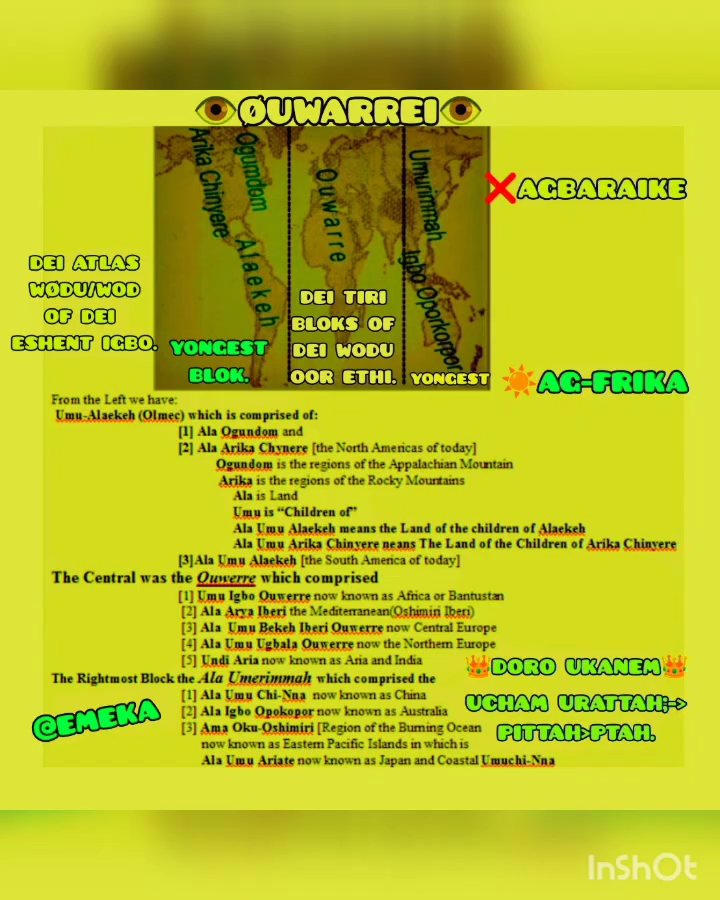 👁ØUWARREI👁
Arika Chinyere
Ogumdom
Alaekeh
Ouwarre
Umurimmah
Igbo Oporkorpor
❌AGBARAIKE
DEI ATLAS
WØDU/WOD
OF DEI
ESHENT IGBO.
YONGEST
BLOK.
DEI TIRI
BLOKS OF
DEI WODU
OOR ETHI.
YONGEST
☀AG-FRIKA
From the Left we have:
Umu-Alaekeh (Olmec) which is comprised of:
[1] Ala Ogundom and
[2] Ala Arika Chynere [the North Americas of today]
Ogundom is the regions of the Appalachian Mountain
Arika is the regions of the Rocky Mountains
Ala is Land
Umu is “Children of”
Ala Umu Alaekeh means the Land of the children of Alaekeh
Ala Umu Arika Chinyere neans The Land of the Children of Arika Chinyere
[3]Ala Umu Alaekeh [the South America of today]
The Central was the Ouwerre which comprised
[1] Umu Igbo Ouwerre now known as Africa or Bantustan
[2] Ala Arya Iberi the Mediterranean(Oshimiri Iberi)
[3] Ala Umu Bekeh Iberi Ouwerre now Central Europe
[4] Ala Umu Ugbala Ouwerre now the Northern Europe
[5] Undi Aria now known as Aria and India
The Rightmost Block the Ala Umerimmah which comprised the
[1] Ala Umu Chi-Nna now known as China
[2] Ala Igbo Opokopor now known as Australia
[3] Ama Oku-Oshimiri [Region of the Burning Ocean
now known as Eastern Pacific Islands in which is
Ala Umu Ariate now known as Japan and Coastal Umuchi-Nna
👑DORO UKANEM👑
UCHAM URATTAH;->
PITTAH>PTAH.
@EMEKA
InShOt